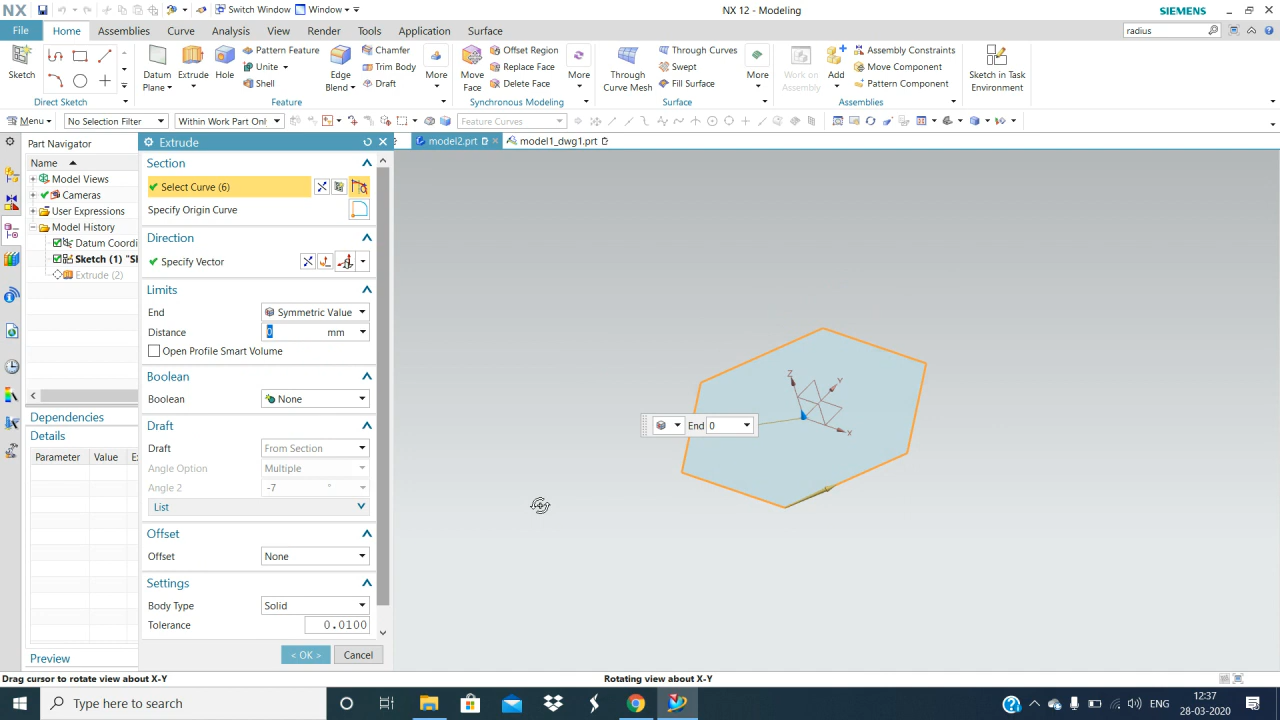 NX
Switch Window
Window
NX 12 - Modeling
SIEMENS
File
Home
Assemblies
Curve
Analysis
View
Render
Tools
Application
Surface
radius
Sketch
Direct Sketch
Datum Plane
Extrude
Hole
Pattern Feature
Unite
Shell
Edge Blend
Chamfer
Trim Body
Draft
More
Feature
Move Face
Offset Region
Replace Face
Delete Face
More
Synchronous Modeling
Through Curve Mesh
Through Curves
Swept
Fill Surface
More
Surface
Work on Assembly
Add
Assembly Constraints
Move Component
Pattern Component
Assemblies
Sketch in Task Environment
Menu
No Selection Filter
Within Work Part Onl
Feature Curves
Part Navigator
Name
Model Views
Cameras
User Expressions
Model History
Datum Coordi
Sketch (1) "SI
Extrude (2)
Dependencies
Details
Parameter
Value
E
Preview
Extrude
Section
Select Curve (6)
Specify Origin Curve
Direction
Specify Vector
Limits
End
Symmetric Value
Distance
0
mm
Open Profile Smart Volume
Boolean
Boolean
None
Draft
Draft
From Section
Angle Option
Multiple
Angle 2
-7
°
List
Offset
Offset
None
Settings
Body Type
Solid
Tolerance
0.0100
< OK >
Cancel
model2.prt
model1_dwg1.prt
Z
Y
X
End
0
Drag cursor to rotate view about X-Y
Rotating view about X-Y
Type here to search
ENG
12:37
28-03-2020